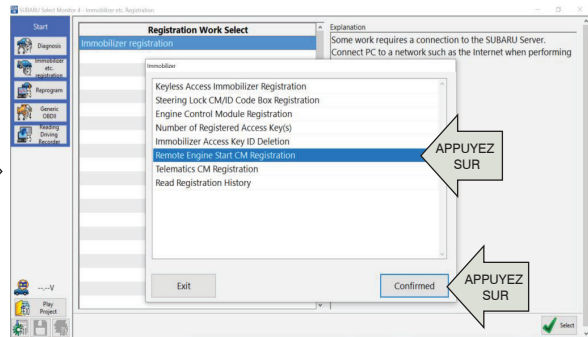 SUBARU Select Monitor 4 - Immobilizer etc. Registration
Start
Diagnosis
Immobilizer
etc.
registration
Reprogram
Generic
OBDII
Reading
Driving
Recorder
--.--V
Play
Project
Registration Work Select
Immobilizer registration
Explanation
Some work requires a connection to the SUBARU Server.
Connect PC to a network such as the Internet when performing
Immobilizer
Keyless Access Immobilizer Registration
Steering Lock CM/ID Code Box Registration
Engine Control Module Registration
Number of Registered Access Key(s)
Immobilizer Access Key ID Deletion
Remote Engine Start CM Registration
Telematics CM Registration
Read Registration History
Exit
Confirmed
APPUYEZ
SUR
APPUYEZ
SUR
Select